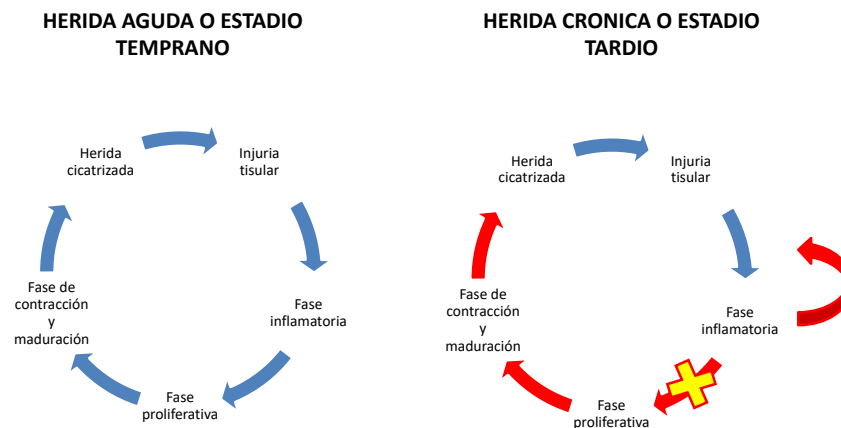 HERIDA AGUDA O ESTADIO
TEMPRANO
Herida
cicatrizada
Injuria
tisular
Fase
inflamatoria
Fase
proliferativa
Fase de
contracción
y
maduración
HERIDA CRONICA O ESTADIO
TARDIO
Herida
cicatrizada
Injuria
tisular
Fase
inflamatoria
Fase
proliferativa
Fase de
contracción
y
maduración